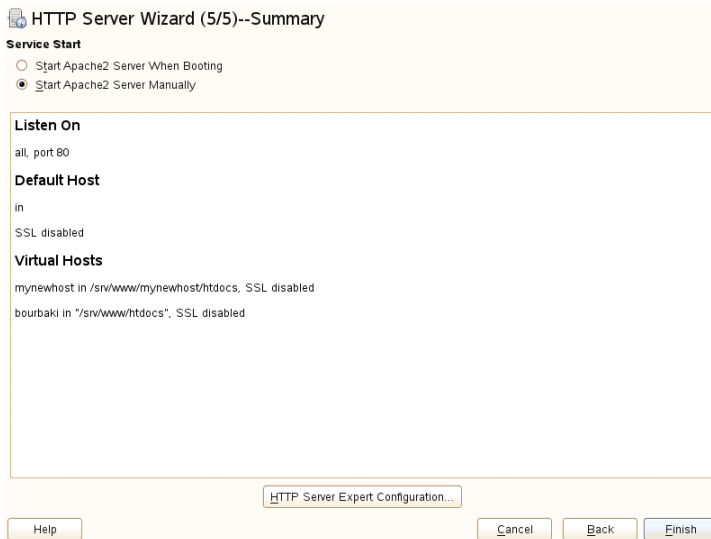 HTTP Server Wizard (5/5)--Summary
Service Start
Start Apache2 Server When Booting
Start Apache2 Server Manually
Listen On
all, port 80
Default Host
in
SSL disabled
Virtual Hosts
mynewhost in /srv/www/mynewhost/htdocs, SSL disabled
bourbaki in "/srv/www/htdocs", SSL disabled
HTTP Server Expert Configuration...
Help
Cancel
Back
Finish